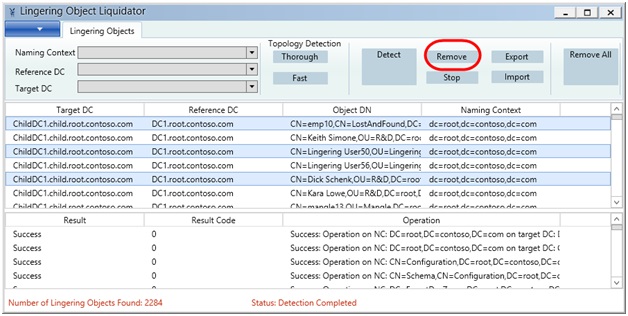 Lingering Object Liquidator
Lingering Objects
Naming Context
Reference DC
Target DC
Topology Detection
Thorough
Fast
Detect
Remove
Stop
Export
Import
Remove All
Target DC Reference DC Object DN Naming Context
ChildDC1.child.root.contoso.com DC1.root.contoso.com CN=emp10,CN=LostAndFound,DC= dc=root,dc=contoso,dc=com
ChildDC1.child.root.contoso.com DC1.root.contoso.com CN=Keith Simone,OU=R&D,DC=ro dc=root,dc=contoso,dc=com
ChildDC1.child.root.contoso.com DC1.root.contoso.com CN=Lingering User50,OU=Lingering dc=root,dc=contoso,dc=com
ChildDC1.child.root.contoso.com DC1.root.contoso.com CN=Lingering User56,OU=Lingering dc=root,dc=contoso,dc=com
ChildDC1.child.root.contoso.com DC1.root.contoso.com CN=Dick Schenk,OU=R&D,DC=roo dc=root,dc=contoso,dc=com
ChildDC1.child.root.contoso.com DC1.root.contoso.com CN=Kara Lowe,OU=R&D,DC=root,D dc=root,dc=contoso,dc=com
ChildDC1.child.root.contoso.com DC1.root.contoso.com CN=mangle13,OU=Mangle,DC=roo dc=root,dc=contoso,dc=com
Result Result Code Operation
Success 0 Success: Operation on NC: DC=root,DC=contoso,DC=com on target DC:
Success 0 Success: Operation on NC: DC=root,DC=contoso,DC=com on target DC:
Success 0 Success: Operation on NC: CN=Configuration,DC=root,DC=contoso,DC=c
Success 0 Success: Operation on NC: CN=Schema,CN=Configuration,DC=root,DC=c
Number of Lingering Objects Found: 2284
Status: Detection Completed